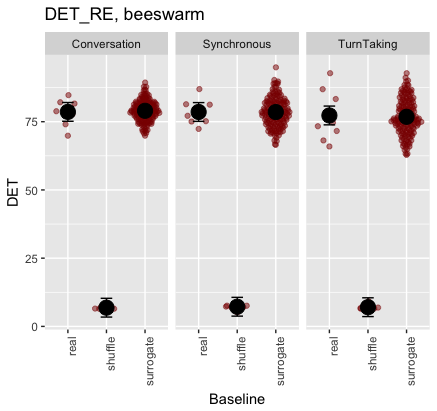 DET_RE, beeswarm
Conversation Synchronous TurnTaking
DET
75
50
25
0
real shuffle surrogate real shuffle surrogate real shuffle surrogate
Baseline